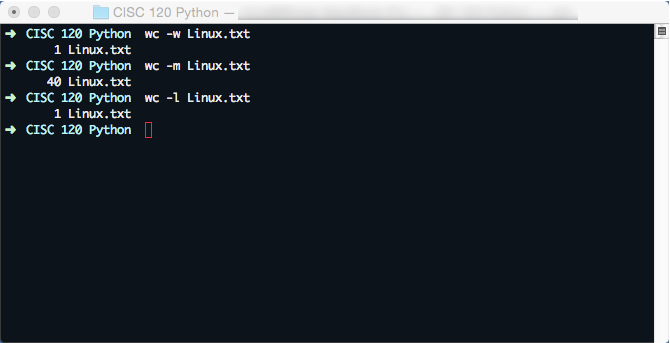 CISC 120 Python —
➜ CISC 120 Python wc -w Linux.txt
1 Linux.txt
➜ CISC 120 Python wc -m Linux.txt
40 Linux.txt
➜ CISC 120 Python wc -l Linux.txt
1 Linux.txt
➜ CISC 120 Python